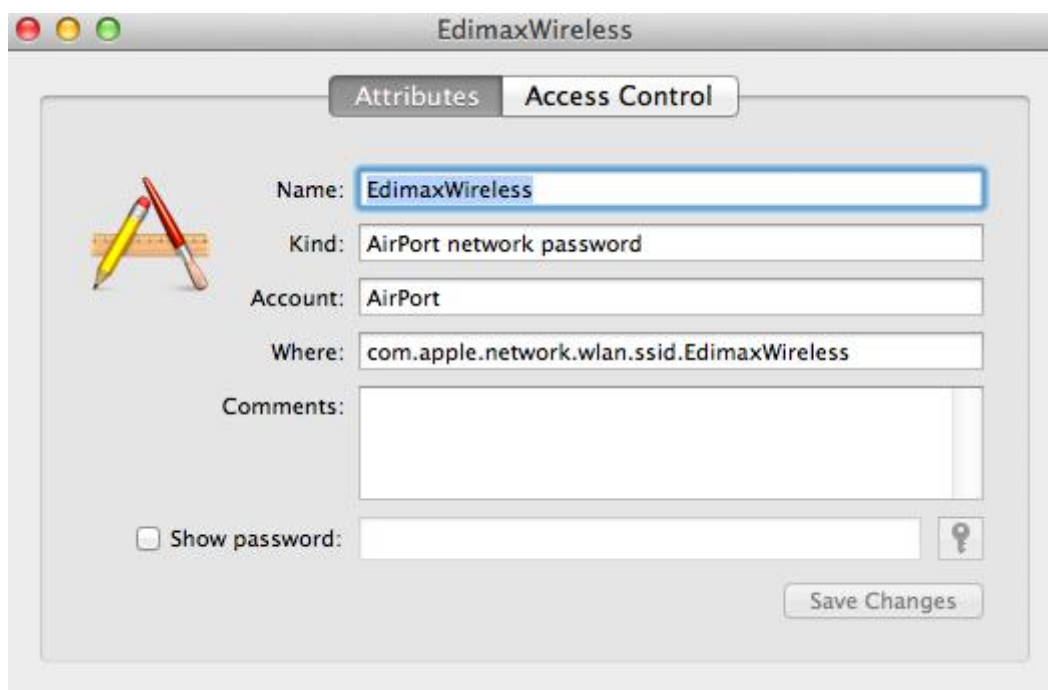 EdimaxWireless
Attributes Access Control
Name: EdimaxWireless
Kind: AirPort network password
Account: AirPort
Where: com.apple.network.wlan.ssid.EdimaxWireless
Comments:
Show password:
Save Changes